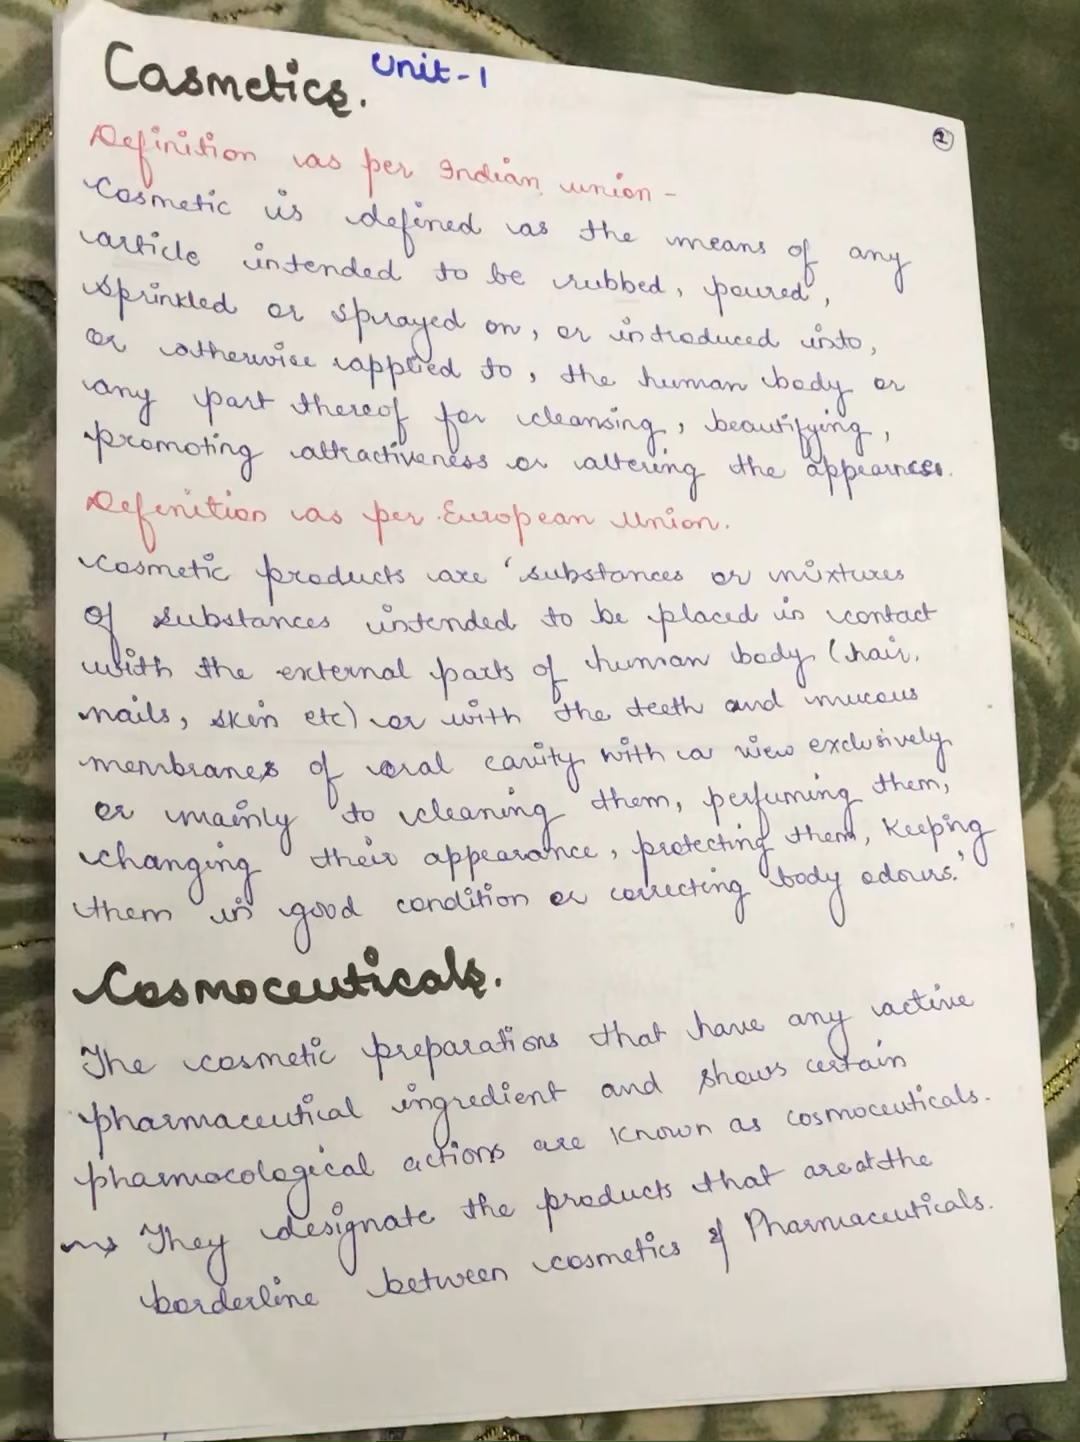 Cosmetics. Unit-1
1
Definition as per Indian union -
Cosmetic is defined as the means of any
article intended to be rubbed, poured,
sprinkled or sprayed on, or introduced into,
or otherwise applied to, the human body or
any part thereof for cleansing, beautifying,
promoting attractiveness or altering the appearness.
Definition as per European Union.
Cosmetic products are 'substances or mixtures
of substances intended to be placed in contact
with the external parts of human body (hair,
nails, skin etc) or with the teeth and mucous
membranes of oral cavity with a view exclusively
or mainly to cleaning them, perfuming them,
changing their appearance, protecting them, Keeping
them in good condition or correcting body odours.'
Cosmoceuticals.
The cosmetic preparations that have any active
pharmaceutical ingredient and shows certain
pharmocological actions are known as cosmoceuticals.
→ They designate the products that are at the
borderline between cosmetics & Pharmaceuticals.